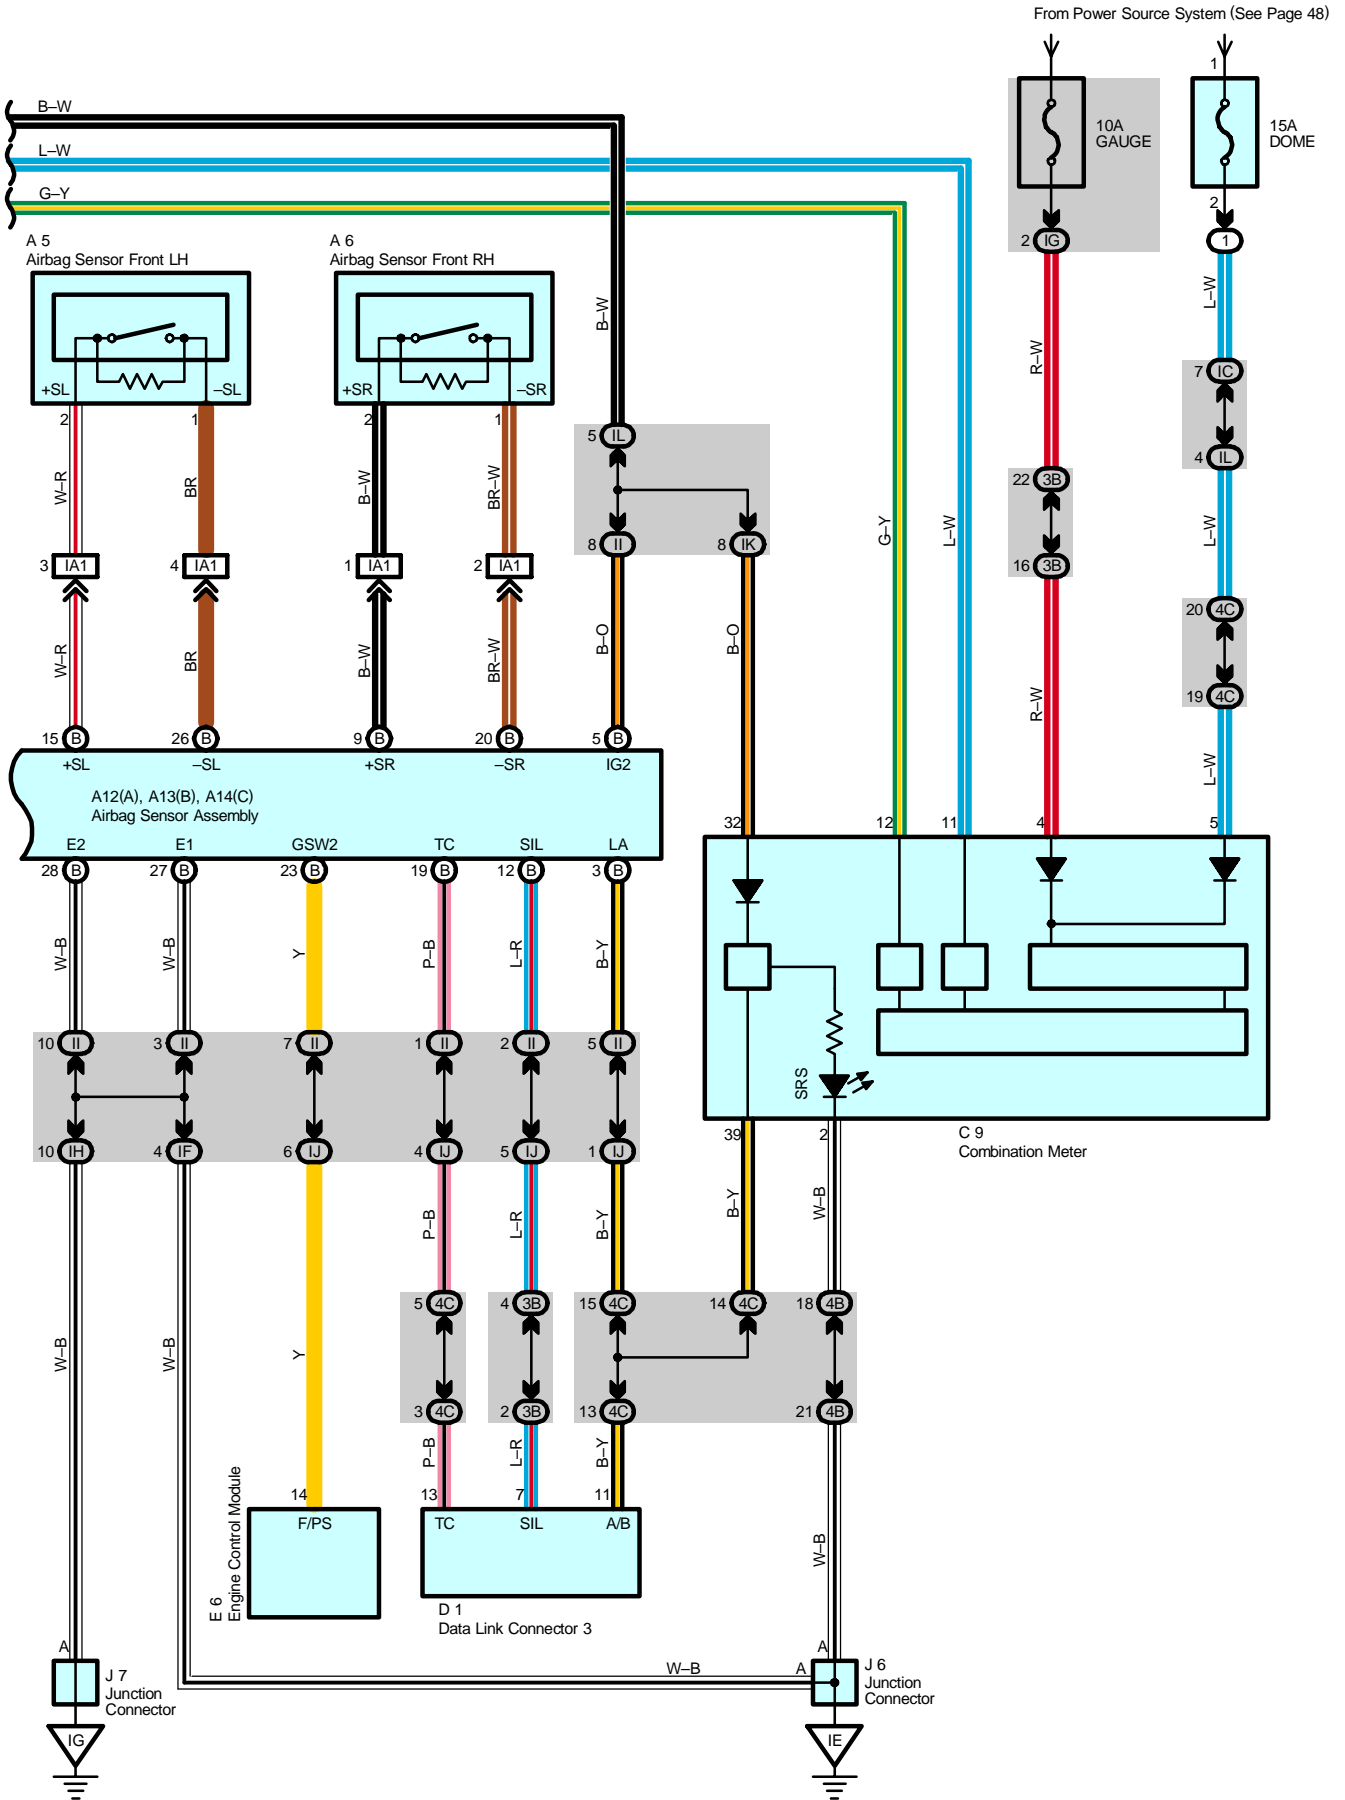 From Power Source System (See Page 48)
1
B–W
L–W
G–Y
10A
GAUGE
15A
DOME
2
2 IG
1
A 5
Airbag Sensor Front LH
A 6
Airbag Sensor Front RH
B–W
L–W
R–W
7 IC
+SL
–SL
+SR
–SR
2
1
2
1
5 IL
4 IL
W–R
BR
B–W
BR–W
22 3B
G–Y
L–W
L–W
8 II
8 IK
3 IA1
4 IA1
1 IA1
2 IA1
16 3B
20 4C
W–R
BR
B–W
BR–W
B–O
B–O
R–W
19 4C
L–W
15 B
26 B
9 B
20 B
5 B
+SL
–SL
+SR
–SR
IG2
A12(A), A13(B), A14(C)
Airbag Sensor Assembly
32
12
11
4
5
E2
E1
GSW2
TC
SIL
LA
28 B
27 B
23 B
19 B
12 B
3 B
W–B
W–B
Y
P–B
L–R
B–Y
10 II
3 II
7 II
1 II
2 II
5 II
SRS
10 IH
4 IF
6 IJ
4 IJ
5 IJ
1 IJ
39
2
C 9
Combination Meter
P–B
L–R
B–Y
B–Y
W–B
5 4C
4 3B
15 4C
14 4C
18 4B
W–B
W–B
Y
3 4C
2 3B
13 4C
21 4B
P–B
L–R
B–Y
14
13
7
11
F/PS
TC
SIL
A/B
E 6
Engine Control Module
W–B
D 1
Data Link Connector 3
A
J 7
Junction
Connector
W–B
A
A
J 6
Junction
Connector
IG
IE